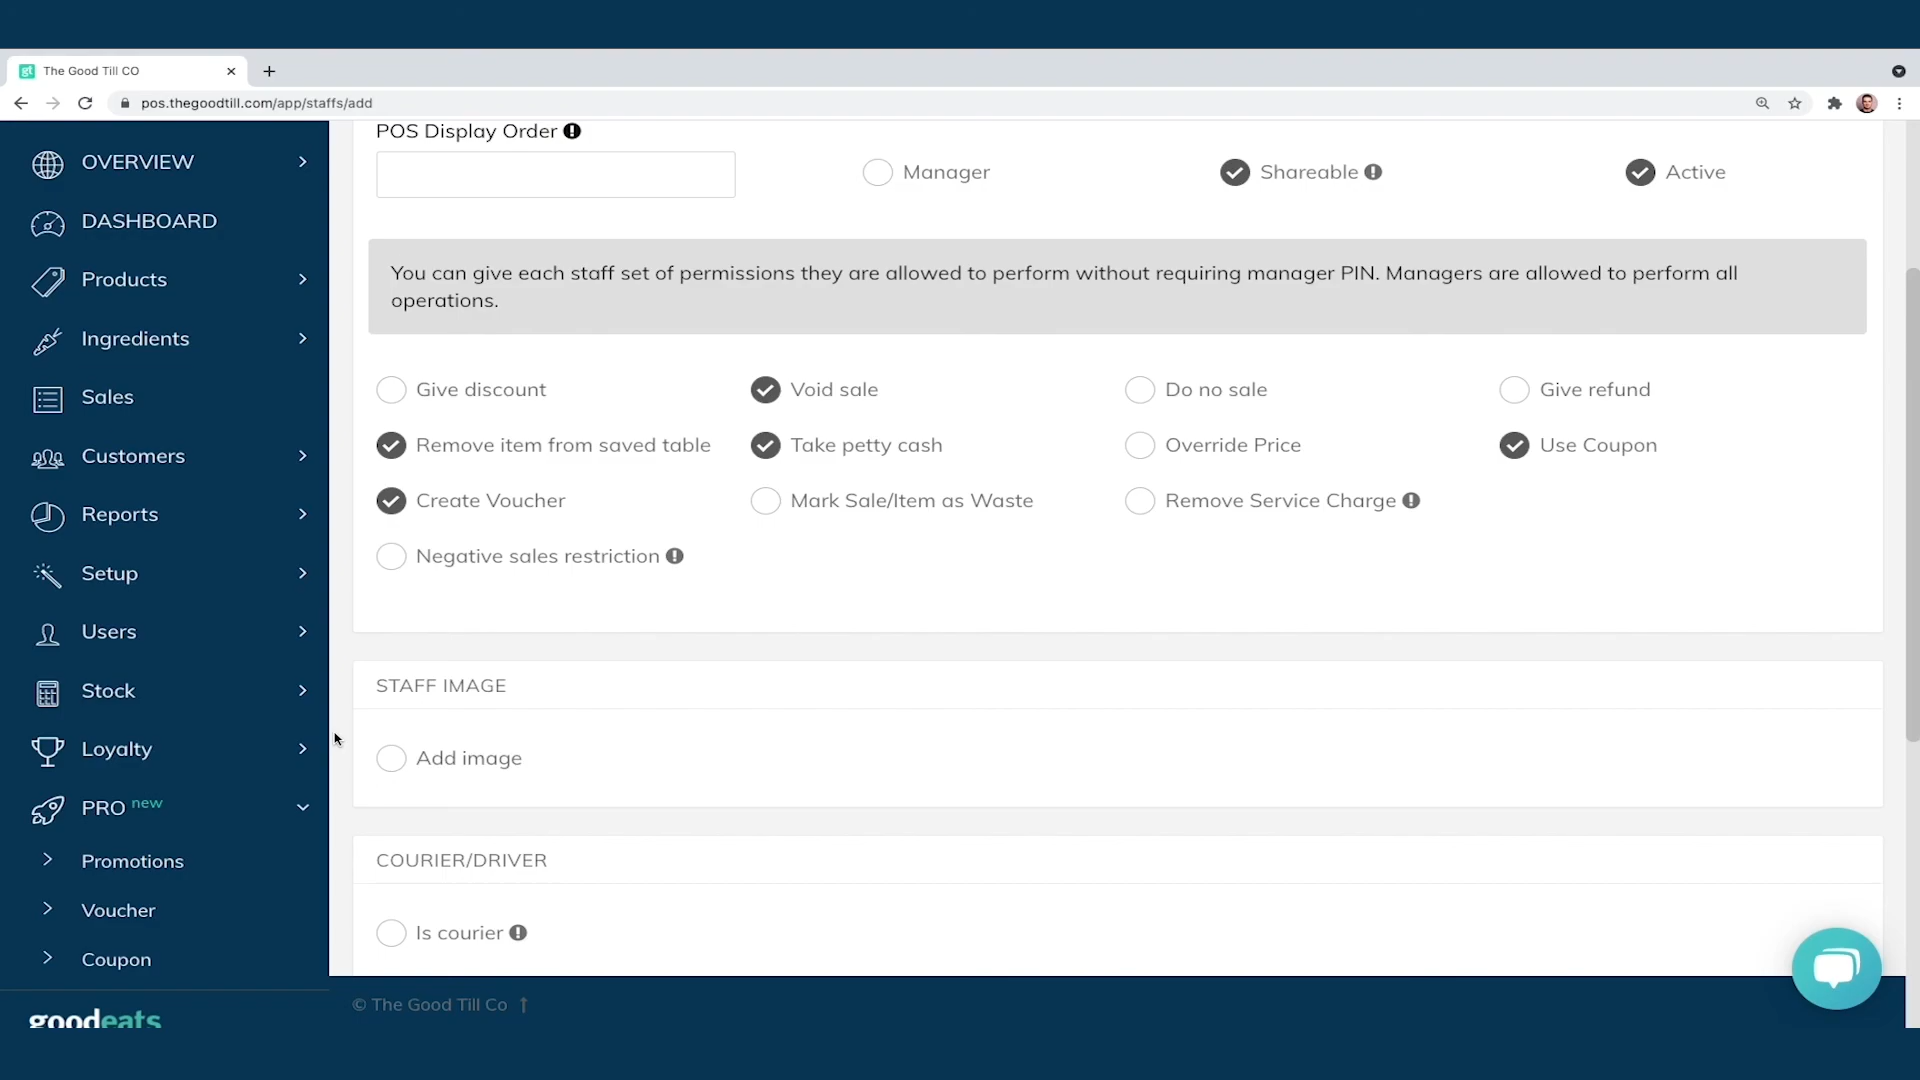 The Good Till CO
pos.thegoodtill.com/app/staffs/add
OVERVIEW
DASHBOARD
Products
Ingredients
Sales
Customers
Reports
Setup
Users
Stock
Loyalty
PRO new
Promotions
Voucher
Coupon
goodeats
POS Display Order
Manager
Shareable
Active
You can give each staff set of permissions they are allowed to perform without requiring manager PIN. Managers are allowed to perform all
operations.
Give discount
Void sale
Do no sale
Give refund
Remove item from saved table
Take petty cash
Override Price
Use Coupon
Create Voucher
Mark Sale/Item as Waste
Remove Service Charge
Negative sales restriction
STAFF IMAGE
Add image
COURIER/DRIVER
Is courier
© The Good Till Co